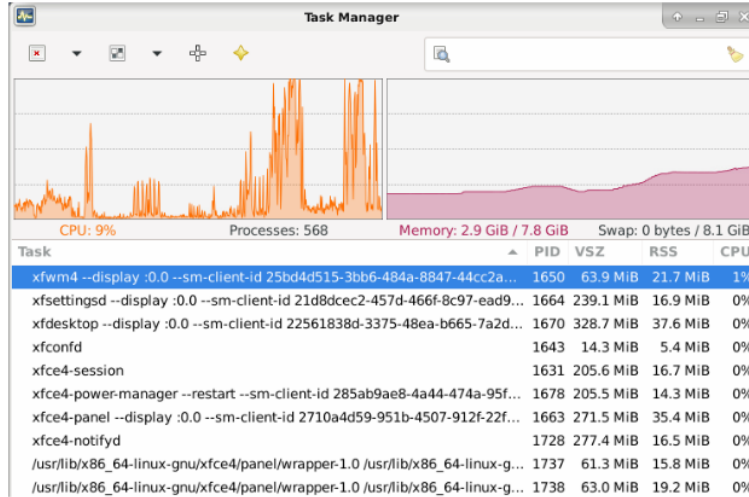 Task Manager
CPU: 9% Processes: 568 Memory: 2.9 GiB / 7.8 GiB Swap: 0 bytes / 8.1 GiB
Task PID VSZ RSS CPU
xfwm4 --display :0.0 --sm-client-id 25bd4d515-3bb6-484a-8847-44cc2a... 1650 63.9 MiB 21.7 MiB 1%
xfsettingsd --display :0.0 --sm-client-id 21d8dcec2-457d-466f-8c97-ead9... 1664 239.1 MiB 16.9 MiB 0%
xfdesktop --display :0.0 --sm-client-id 22561838d-3375-48ea-b665-7a2d... 1670 328.7 MiB 37.6 MiB 0%
xfconfd 1643 14.3 MiB 5.4 MiB 0%
xfce4-session 1631 205.6 MiB 16.7 MiB 0%
xfce4-power-manager --restart --sm-client-id 285ab9ae8-4a44-474a-95f... 1678 205.5 MiB 14.3 MiB 0%
xfce4-panel --display :0.0 --sm-client-id 2710a4d59-951b-4507-912f-22f... 1663 271.5 MiB 35.4 MiB 0%
xfce4-notifyd 1728 277.4 MiB 16.5 MiB 0%
/usr/lib/x86_64-linux-gnu/xfce4/panel/wrapper-1.0 /usr/lib/x86_64-linux-g... 1737 61.3 MiB 15.8 MiB 0%
/usr/lib/x86_64-linux-gnu/xfce4/panel/wrapper-1.0 /usr/lib/x86_64-linux-g... 1738 63.0 MiB 19.2 MiB 0%